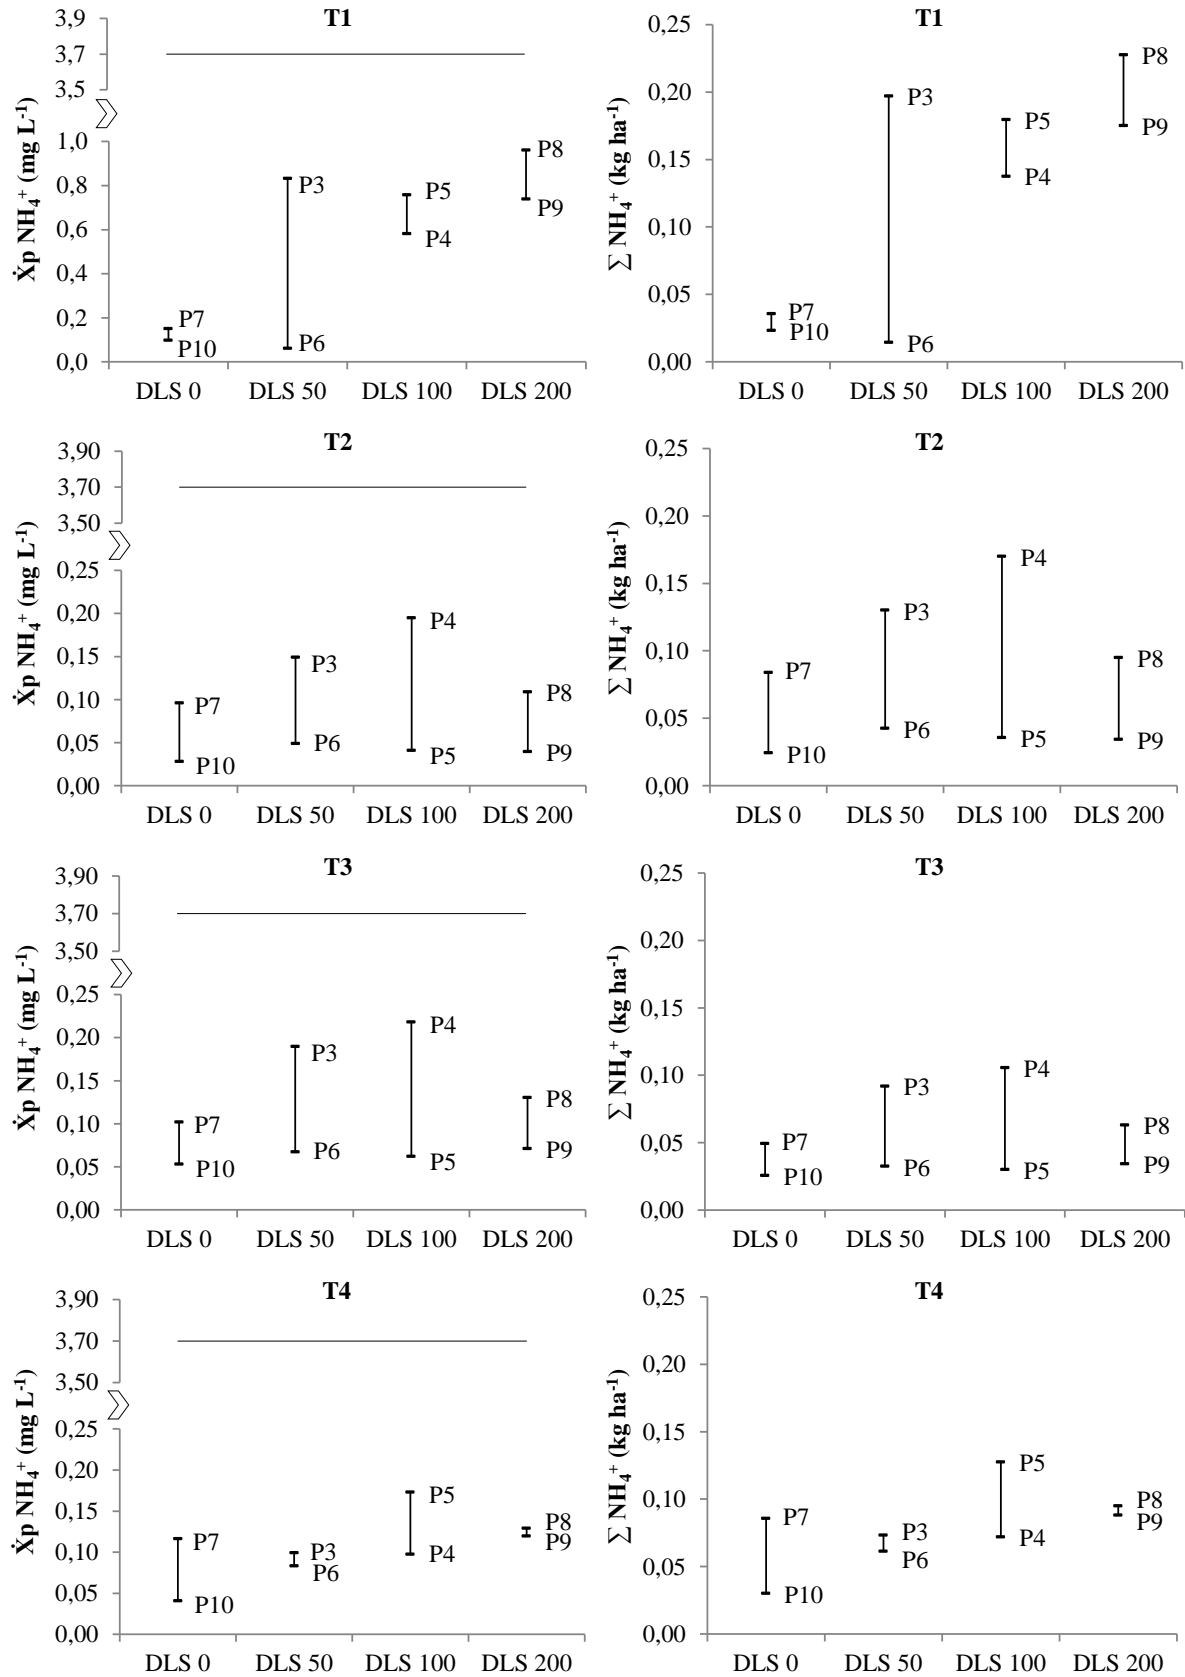 T1
Ẋp NH₄⁺ (mg L⁻¹)
3,9
3,7
3,5
1,0
0,8
0,6
0,4
0,2
0,0
P7
P10
P3
P6
P5
P4
P8
P9
DLS 0 DLS 50 DLS 100 DLS 200
T1
∑ NH₄⁺ (kg ha⁻¹)
0,25
0,20
0,15
0,10
0,05
0,00
P7
P10
P3
P6
P5
P4
P8
P9
DLS 0 DLS 50 DLS 100 DLS 200
T2
Ẋp NH₄⁺ (mg L⁻¹)
3,90
3,70
3,50
0,25
0,20
0,15
0,10
0,05
0,00
P7
P10
P3
P6
P4
P5
P8
P9
DLS 0 DLS 50 DLS 100 DLS 200
T2
∑ NH₄⁺ (kg ha⁻¹)
0,25
0,20
0,15
0,10
0,05
0,00
P7
P10
P3
P6
P4
P5
P8
P9
DLS 0 DLS 50 DLS 100 DLS 200
T3
Ẋp NH₄⁺ (mg L⁻¹)
3,90
3,70
3,50
0,25
0,20
0,15
0,10
0,05
0,00
P7
P10
P3
P6
P4
P5
P8
P9
DLS 0 DLS 50 DLS 100 DLS 200
T3
∑ NH₄⁺ (kg ha⁻¹)
0,25
0,20
0,15
0,10
0,05
0,00
P7
P10
P3
P6
P4
P5
P8
P9
DLS 0 DLS 50 DLS 100 DLS 200
T4
Ẋp NH₄⁺ (mg L⁻¹)
3,90
3,70
3,50
0,25
0,20
0,15
0,10
0,05
0,00
P7
P10
P3
P6
P5
P4
P8
P9
DLS 0 DLS 50 DLS 100 DLS 200
T4
∑ NH₄⁺ (kg ha⁻¹)
0,25
0,20
0,15
0,10
0,05
0,00
P7
P10
P3
P6
P5
P4
P8
P9
DLS 0 DLS 50 DLS 100 DLS 200